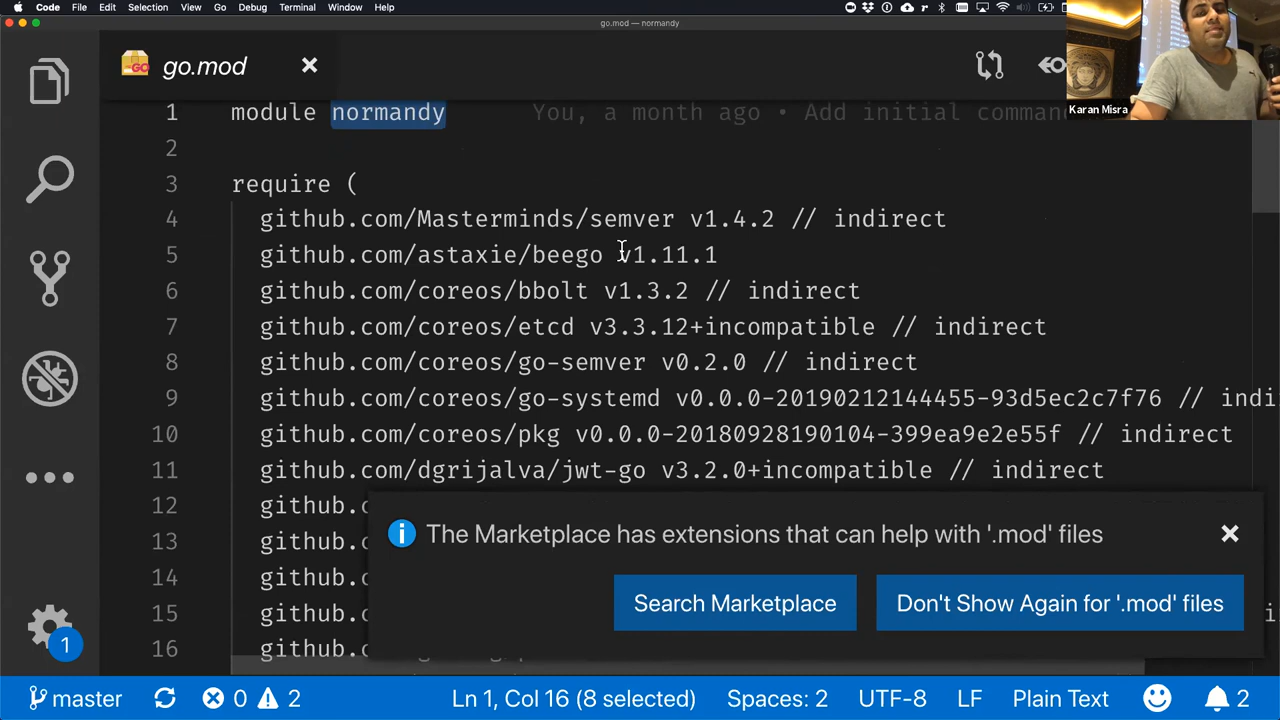 Code File Edit Selection View Go Debug Terminal Window Help
go.mod — normandy
go.mod
Karan Misra
1 module normandy You, a month ago • Add initial comman
2
3 require (
4 github.com/Masterminds/semver v1.4.2 // indirect
5 github.com/astaxie/beego v1.11.1
6 github.com/coreos/bbolt v1.3.2 // indirect
7 github.com/coreos/etcd v3.3.12+incompatible // indirect
8 github.com/coreos/go-semver v0.2.0 // indirect
9 github.com/coreos/go-systemd v0.0.0-20190212144455-93d5ec2c7f76 // indi
10 github.com/coreos/pkg v0.0.0-20180928190104-399ea9e2e55f // indirect
11 github.com/dgrijalva/jwt-go v3.2.0+incompatible // indirect
12 github.c
13 github.c
14 github.c
15 github.c
16 github.c
The Marketplace has extensions that can help with '.mod' files
Search Marketplace Don't Show Again for '.mod' files
1
master 0 2 Ln 1, Col 16 (8 selected) Spaces: 2 UTF-8 LF Plain Text 2